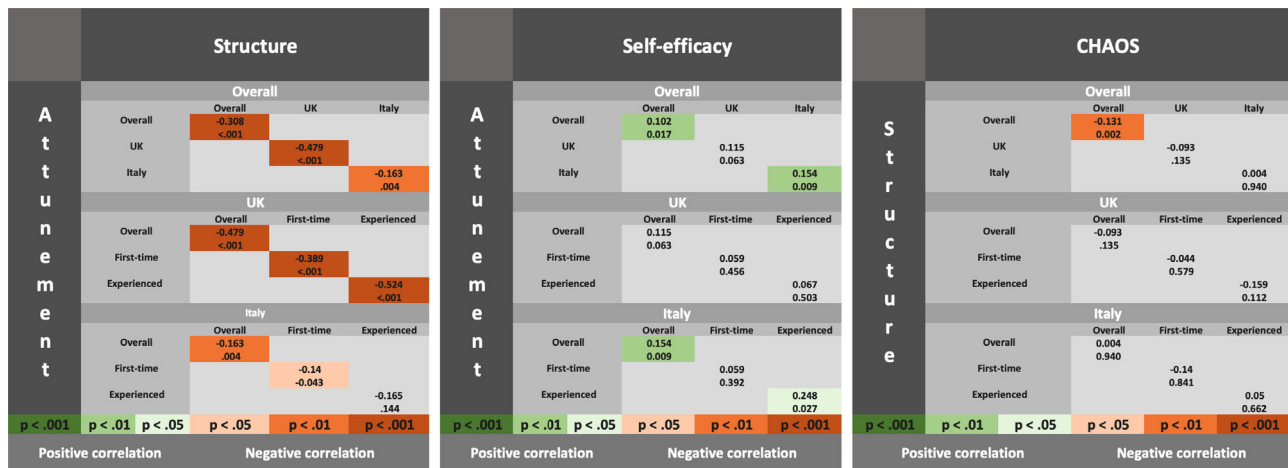 Structure
Attunement
Overall
Overall UK Italy
Overall -0.308
<.001
UK -0.479
<.001
Italy -0.163
.004
UK
Overall First-time Experienced
Overall -0.479
<.001
First-time -0.389
<.001
Experienced -0.524
<.001
Italy
Overall First-time Experienced
Overall -0.163
.004
First-time -0.14
-0.043
Experienced -0.165
.144
p < .001 p < .01 p < .05 p < .05 p < .01 p < .001
Positive correlation Negative correlation
Self-efficacy
Attunement
Overall
Overall UK Italy
Overall 0.102
0.017
UK 0.115
0.063
Italy 0.154
0.009
UK
Overall First-time Experienced
Overall 0.115
0.063
First-time 0.059
0.456
Experienced 0.067
0.503
Italy
Overall First-time Experienced
Overall 0.154
0.009
First-time 0.059
0.392
Experienced 0.248
0.027
p < .001 p < .01 p < .05 p < .05 p < .01 p < .001
Positive correlation Negative correlation
CHAOS
Structure
Overall
Overall UK Italy
Overall -0.131
0.002
UK -0.093
.135
Italy 0.004
0.940
UK
Overall First-time Experienced
Overall -0.093
.135
First-time -0.044
0.579
Experienced -0.159
0.112
Italy
Overall First-time Experienced
Overall 0.004
0.940
First-time -0.14
0.841
Experienced 0.05
0.662
p < .001 p < .01 p < .05 p < .05 p < .01 p < .001
Positive correlation Negative correlation